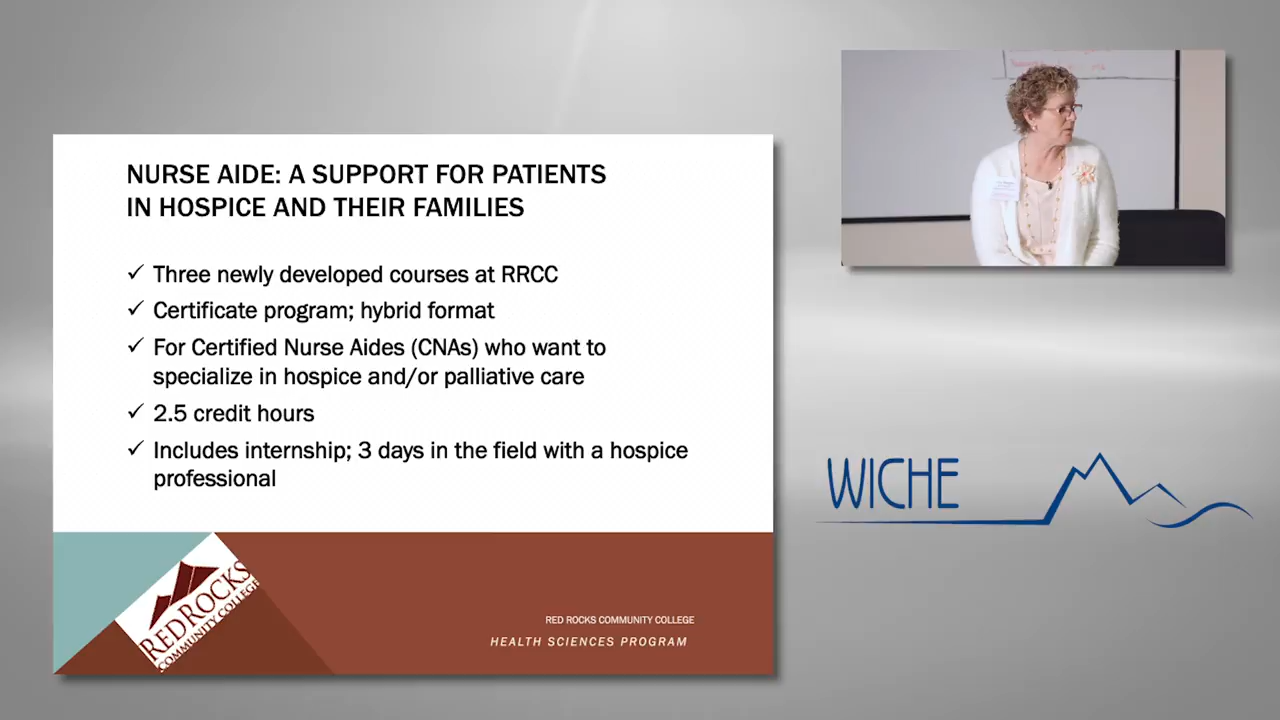 NURSE AIDE: A SUPPORT FOR PATIENTS
IN HOSPICE AND THEIR FAMILIES
✓ Three newly developed courses at RRCC
✓ Certificate program; hybrid format
✓ For Certified Nurse Aides (CNAs) who want to
specialize in hospice and/or palliative care
✓ 2.5 credit hours
✓ Includes internship; 3 days in the field with a hospice
professional
RED ROCKS
COMMUNITY COLLEGE
RED ROCKS COMMUNITY COLLEGE
HEALTH SCIENCES PROGRAM
WICHE